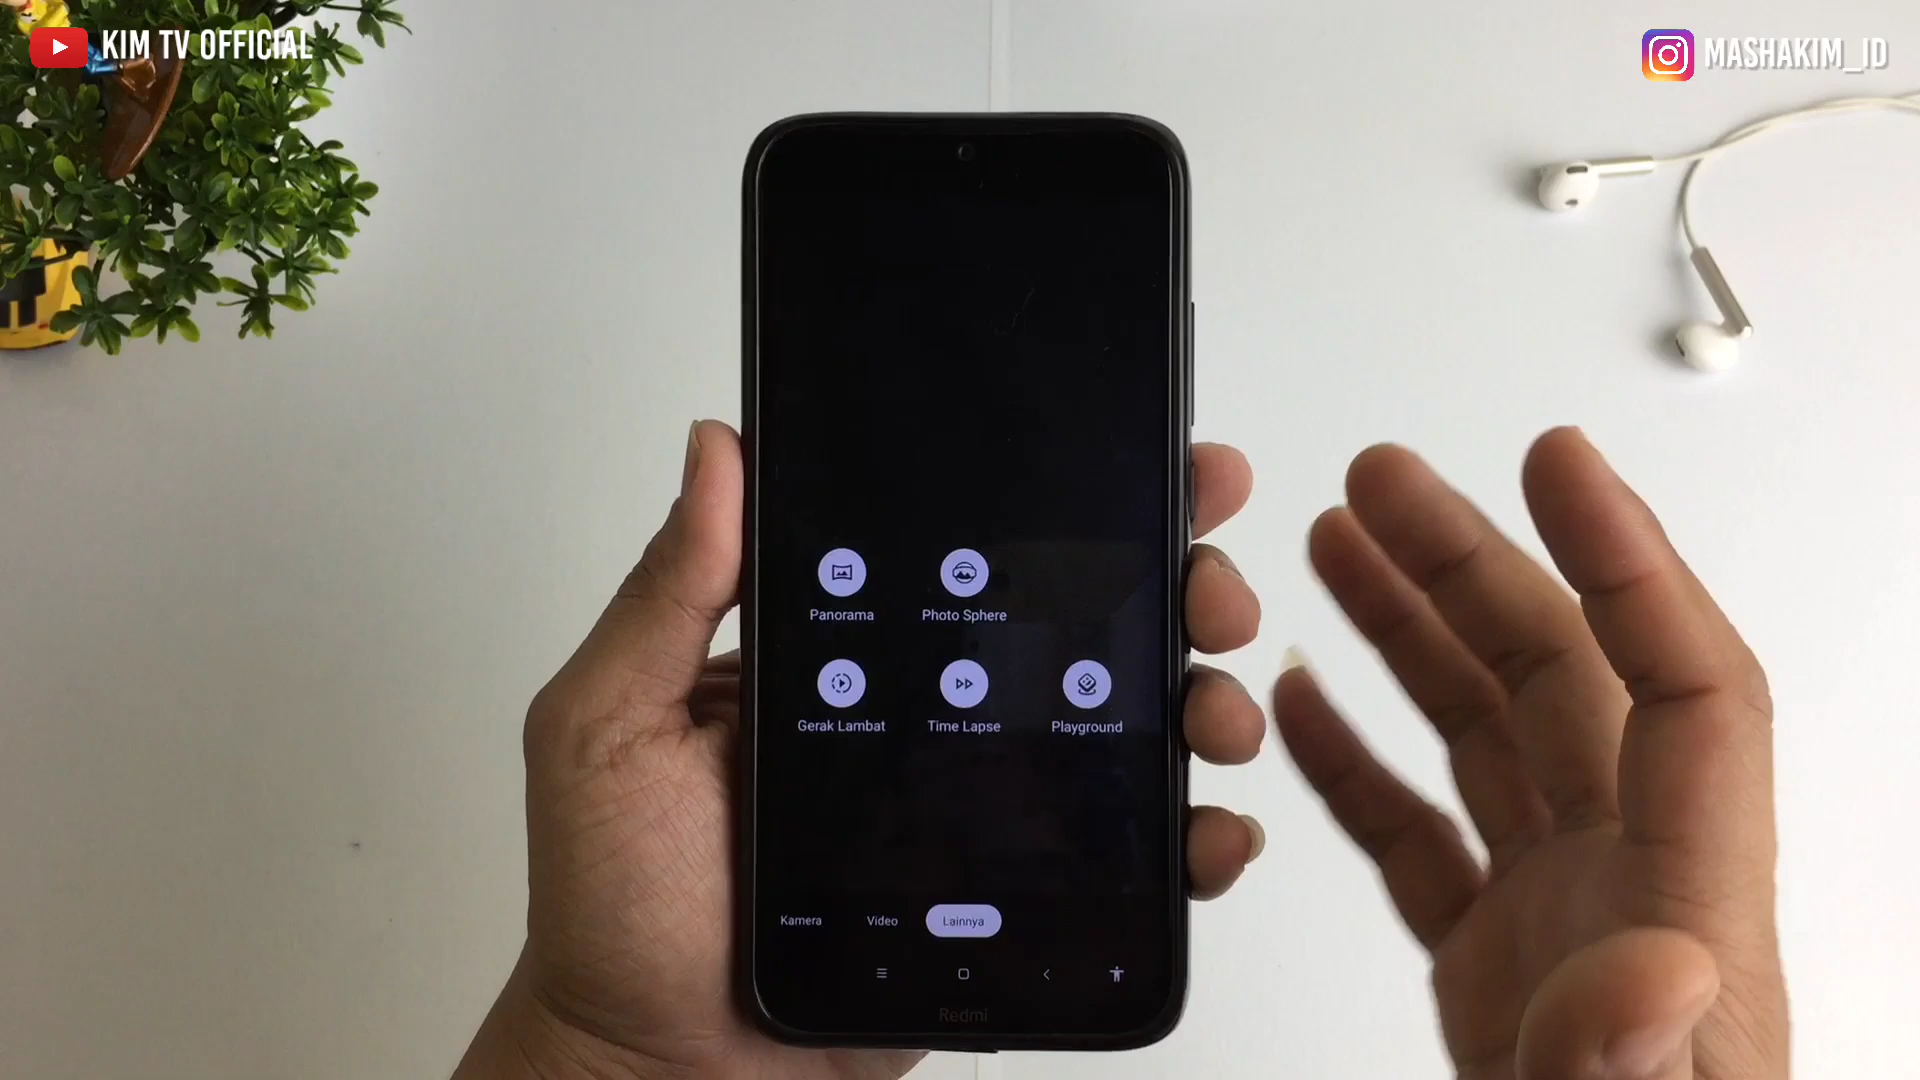 KIM TV OFFICIAL
MASHAKIM_ID
Panorama
Photo Sphere
Gerak Lambat
Time Lapse
Playground
Kamera
Video
Lainnya
Redmi